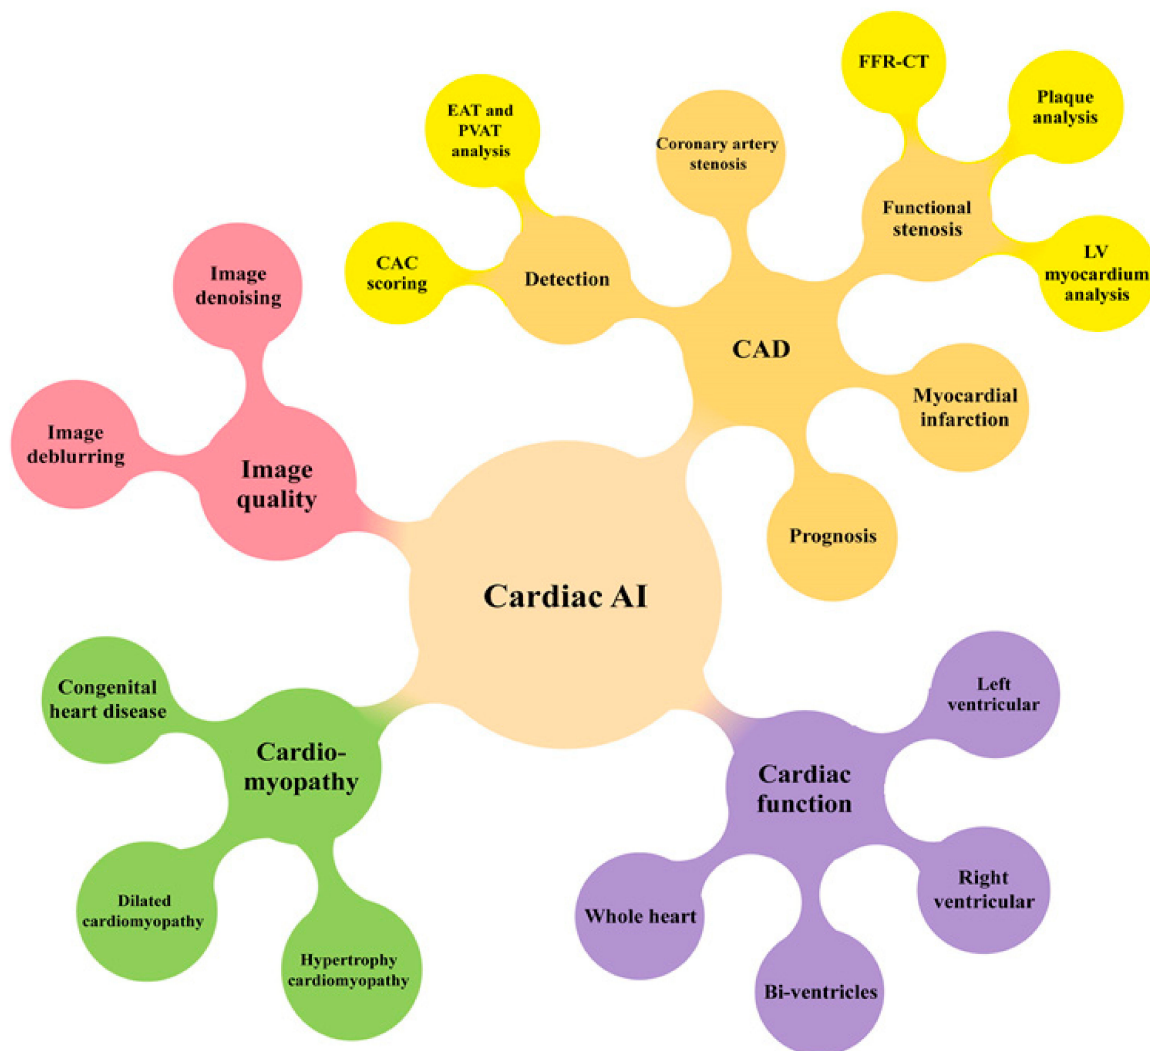 FFR-CT
Plaque
analysis
EAT and
PVAT
analysis
Coronary artery
stenosis
Functional
stenosis
CAC
scoring
Detection
LV
myocardium
analysis
Image
denoising
CAD
Myocardial
infarction
Image
deblurring
Image
quality
Prognosis
Cardiac AI
Congenital
heart disease
Left
ventricular
Cardio-
myopathy
Cardiac
function
Dilated
cardiomyopathy
Whole heart
Right
ventricular
Hypertrophy
cardiomyopathy
Bi-ventricles